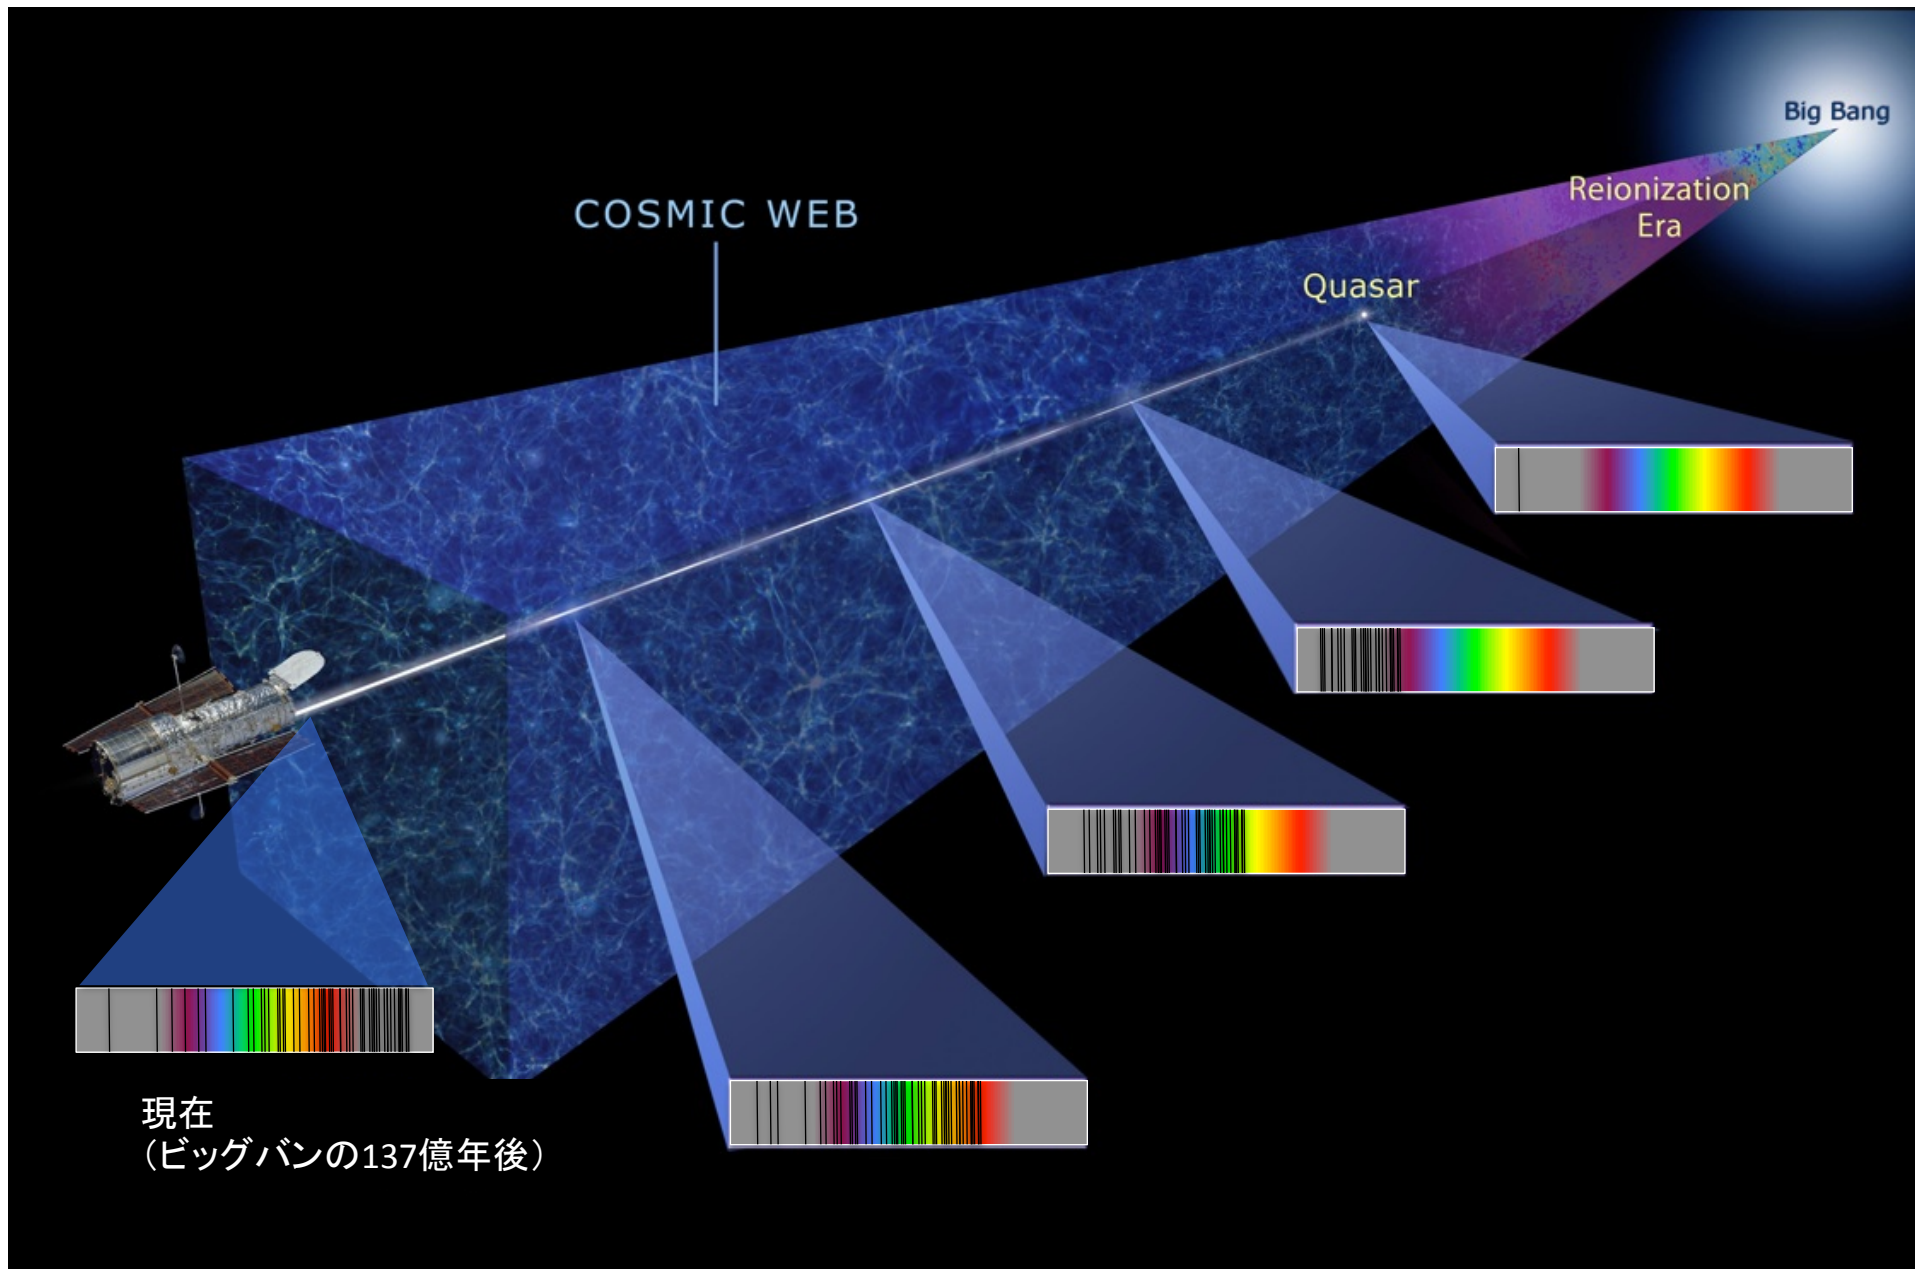 Big Bang
Reionization
Era
COSMIC WEB
Quasar
現在
（ビッグバンの137億年後）